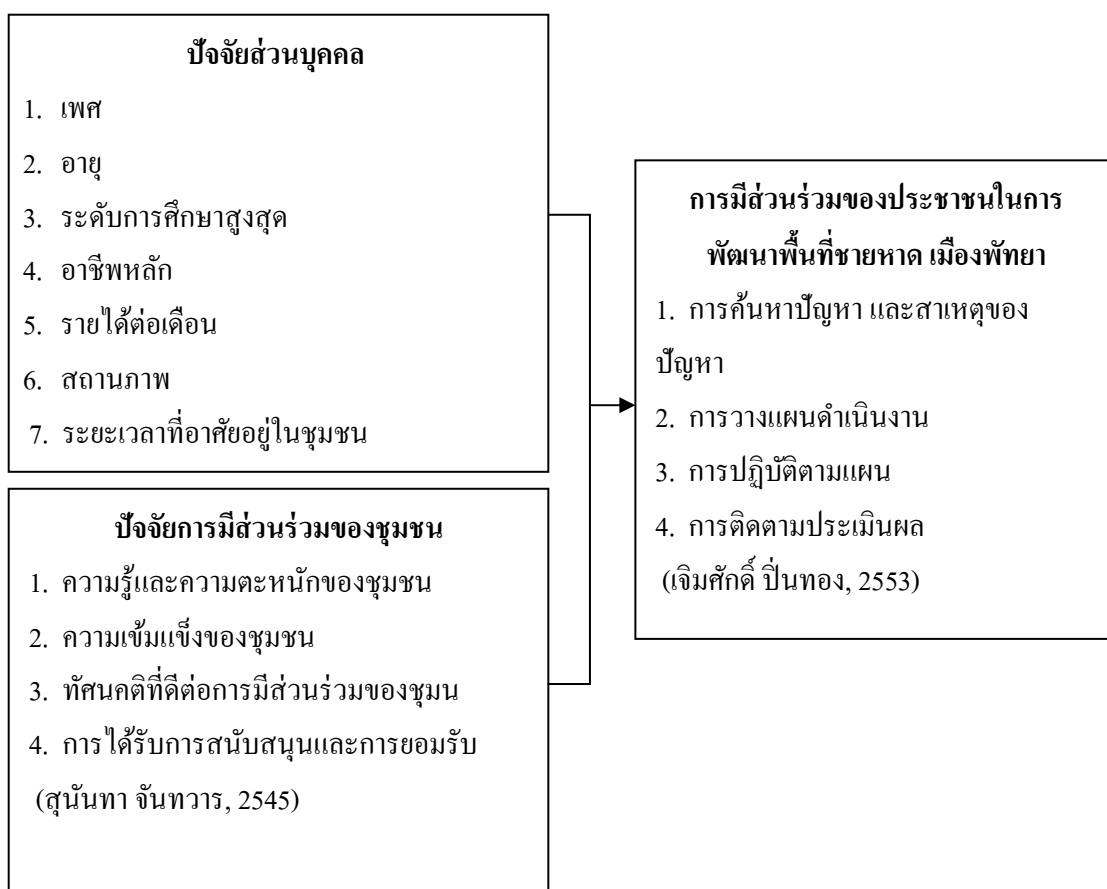 ปัจจัยส่วนบุคคล
1. เพศ
2. อายุ
3. ระดับการศึกษาสูงสุด
4. อาชีพหลัก
5. รายได้ต่อเดือน
6. สถานภาพ
7. ระยะเวลาที่อาศัยอยู่ในชุมชน
ปัจจัยการมีส่วนร่วมของชุมชน
1. ความรู้และความตะหนักของชุมชน
2. ความเข้มแข็งของชุมชน
3. ทัศนคติที่ดีต่อการมีส่วนร่วมของชุมน
4. การได้รับการสนับสนุนและการยอมรับ
(สุนันทา จันทวาร, 2545)
การมีส่วนร่วมของประชาชนในการ
พัฒนาพื้นที่ชายหาด เมืองพัทยา
1. การค้นหาปัญหา และสาเหตุของ
ปัญหา
2. การวางแผนดำเนินงาน
3. การปฏิบัติตามแผน
4. การติดตามประเมินผล
(เจิมศักดิ์ ปิ่นทอง, 2553)